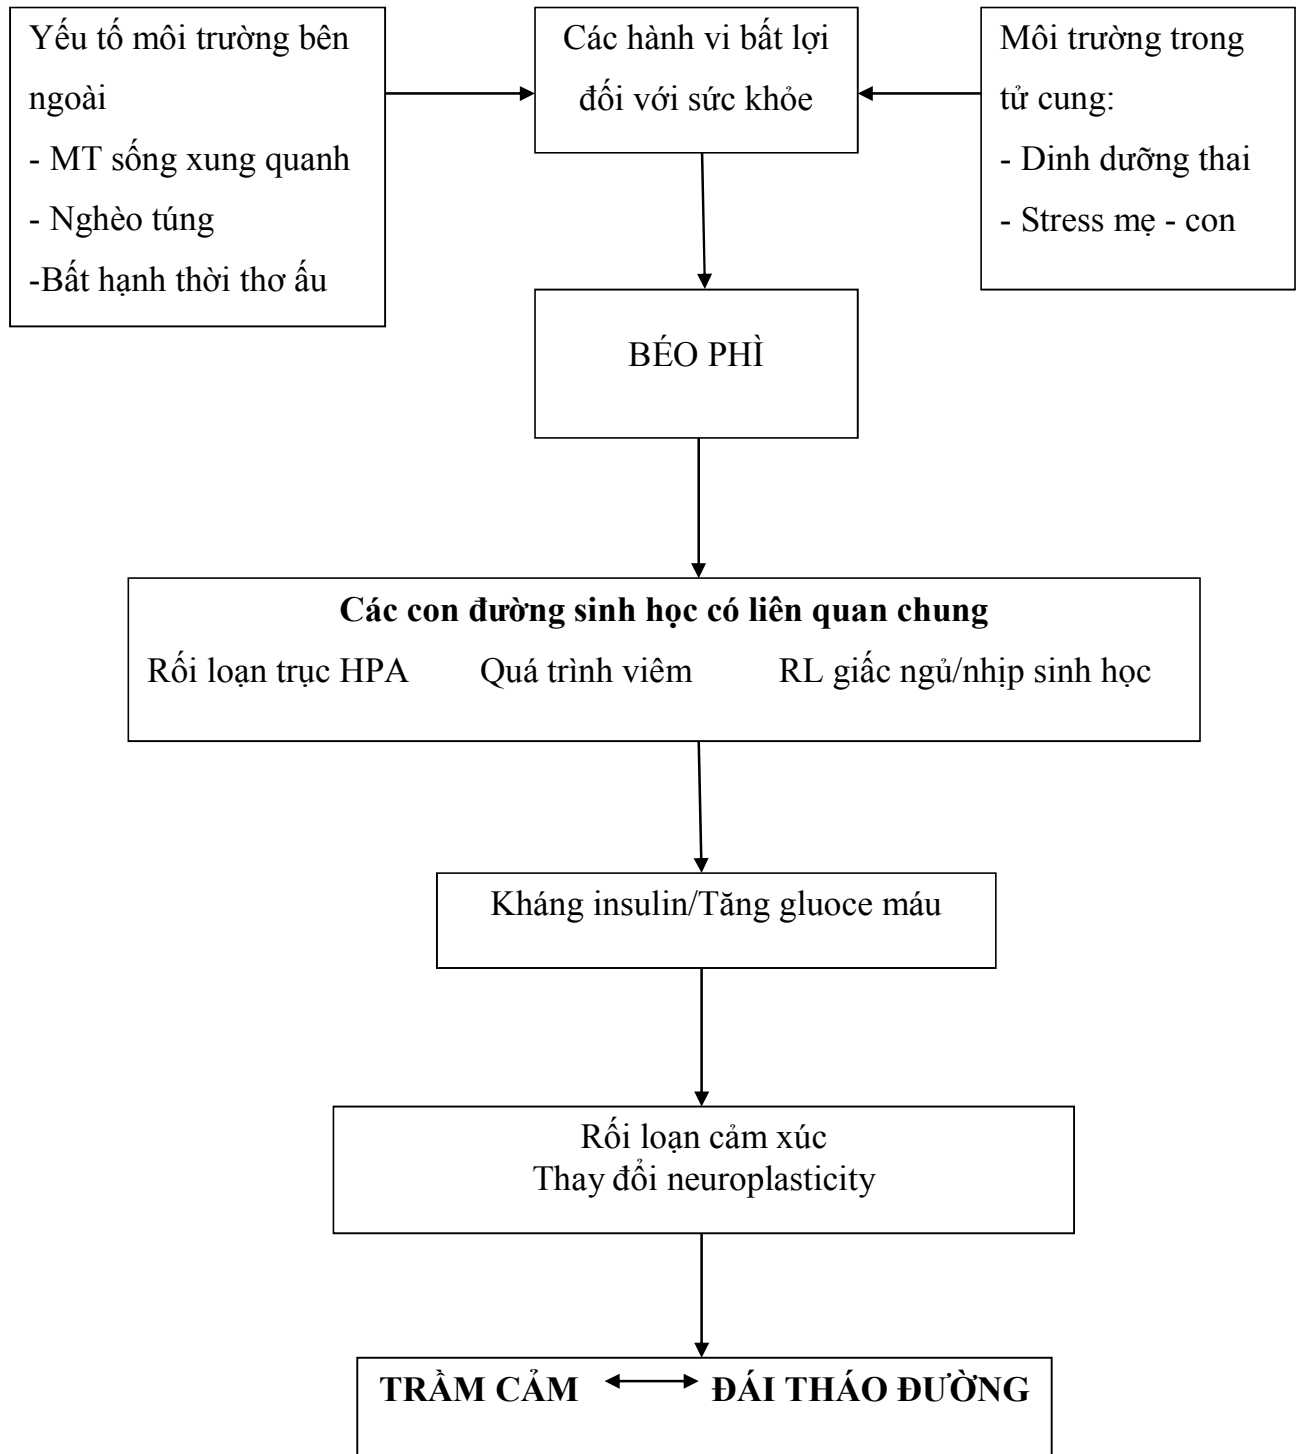 Yếu tố môi trường bên
ngoài
- MT sống xung quanh
- Nghèo túng
-Bất hạnh thời thơ ấu
Các hành vi bất lợi
đối với sức khỏe
Môi trường trong
tử cung:
- Dinh dưỡng thai
- Stress mẹ - con
BÉO PHÌ
Các con đường sinh học có liên quan chung
Rối loạn trục HPA Quá trình viêm RL giấc ngủ/nhịp sinh học
Kháng insulin/Tăng gluoce máu
Rối loạn cảm xúc
Thay đổi neuroplasticity
TRẦM CẢM ĐÁI THÁO ĐƯỜNG